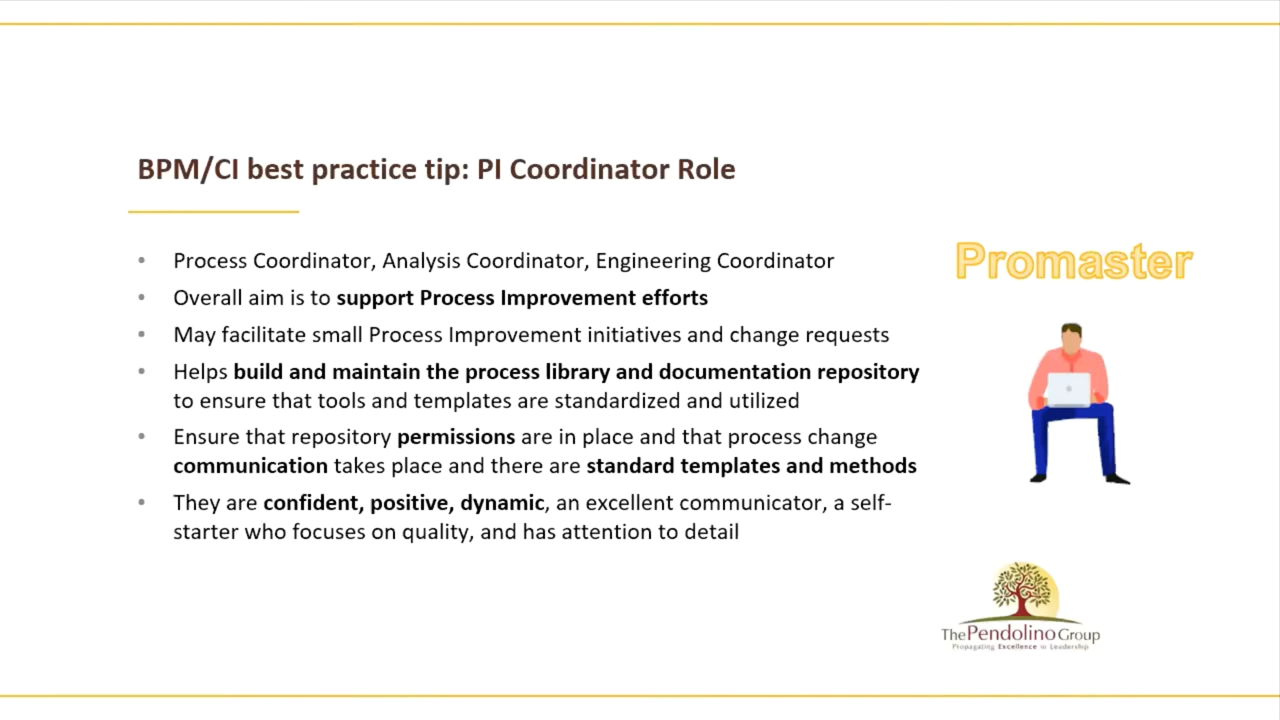 BPM/CI best practice tip: PI Coordinator Role
• Process Coordinator, Analysis Coordinator, Engineering Coordinator
• Overall aim is to support Process Improvement efforts
• May facilitate small Process Improvement initiatives and change requests
• Helps build and maintain the process library and documentation repository
to ensure that tools and templates are standardized and utilized
• Ensure that repository permissions are in place and that process change
communication takes place and there are standard templates and methods
• They are confident, positive, dynamic, an excellent communicator, a self-
starter who focuses on quality, and has attention to detail
Promaster
The Pendolino Group
Propagating Excellence in Leadership